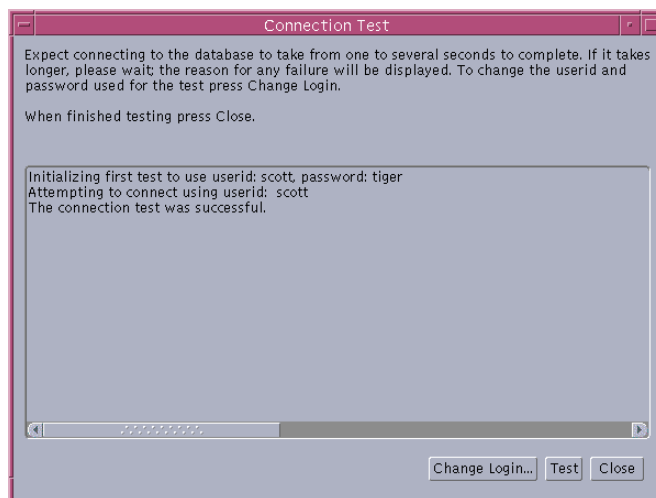 Connection Test
Expect connecting to the database to take from one to several seconds to complete. If it takes
longer, please wait; the reason for any failure will be displayed. To change the userid and
password used for the test press Change Login.
When finished testing press Close.
Initializing first test to use userid: scott, password: tiger
Attempting to connect using userid:  scott
The connection test was successful.
Change Login... Test Close